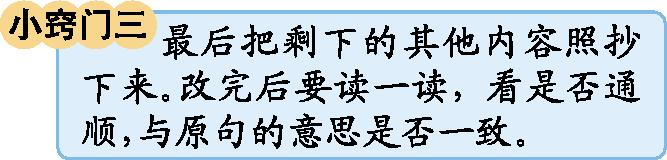 小窍门三
最后把剩下的其他内容照抄
下来。改完后要读一读，看是否通
顺，与原句的意思是否一致。